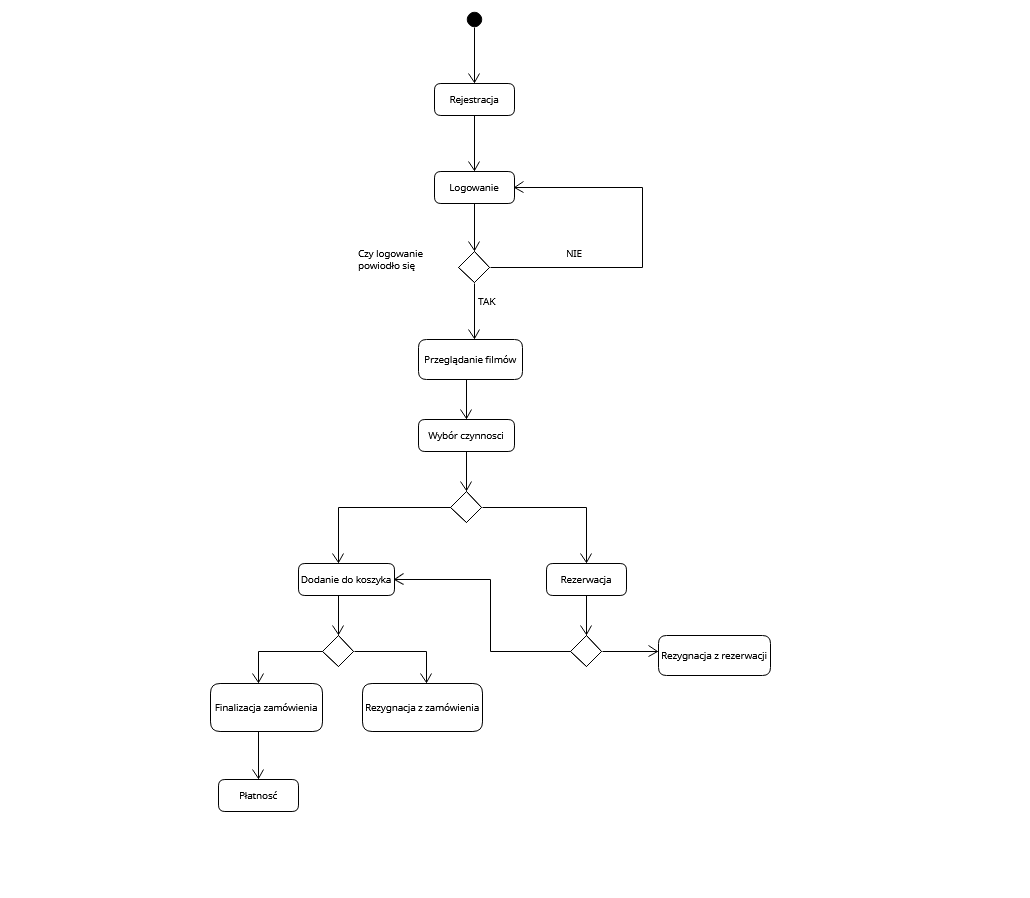 Rejestracja
Logowanie
Czy logowanie
powiodło się
NIE
TAK
Przeglądanie filmów
Wybór czynnosci
Dodanie do koszyka
Rezerwacja
Rezygnacja z rezerwacji
Finalizacja zamówienia
Rezygnacja z zamówienia
Płatnosć